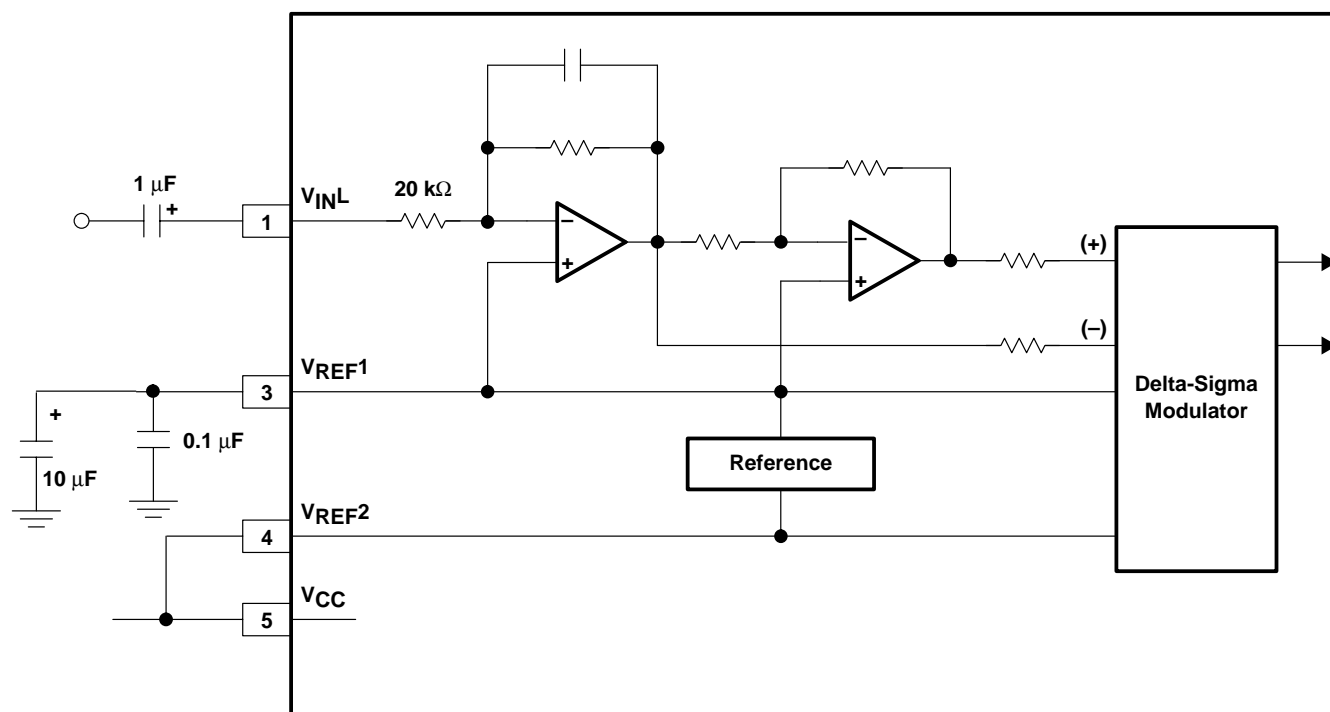 1 μF
+
1
VINL
20 kΩ
−
+
−
+
(+)
(−)
Delta-Sigma
Modulator
+
10 μF
0.1 μF
3
VREF1
Reference
4
VREF2
5
VCC